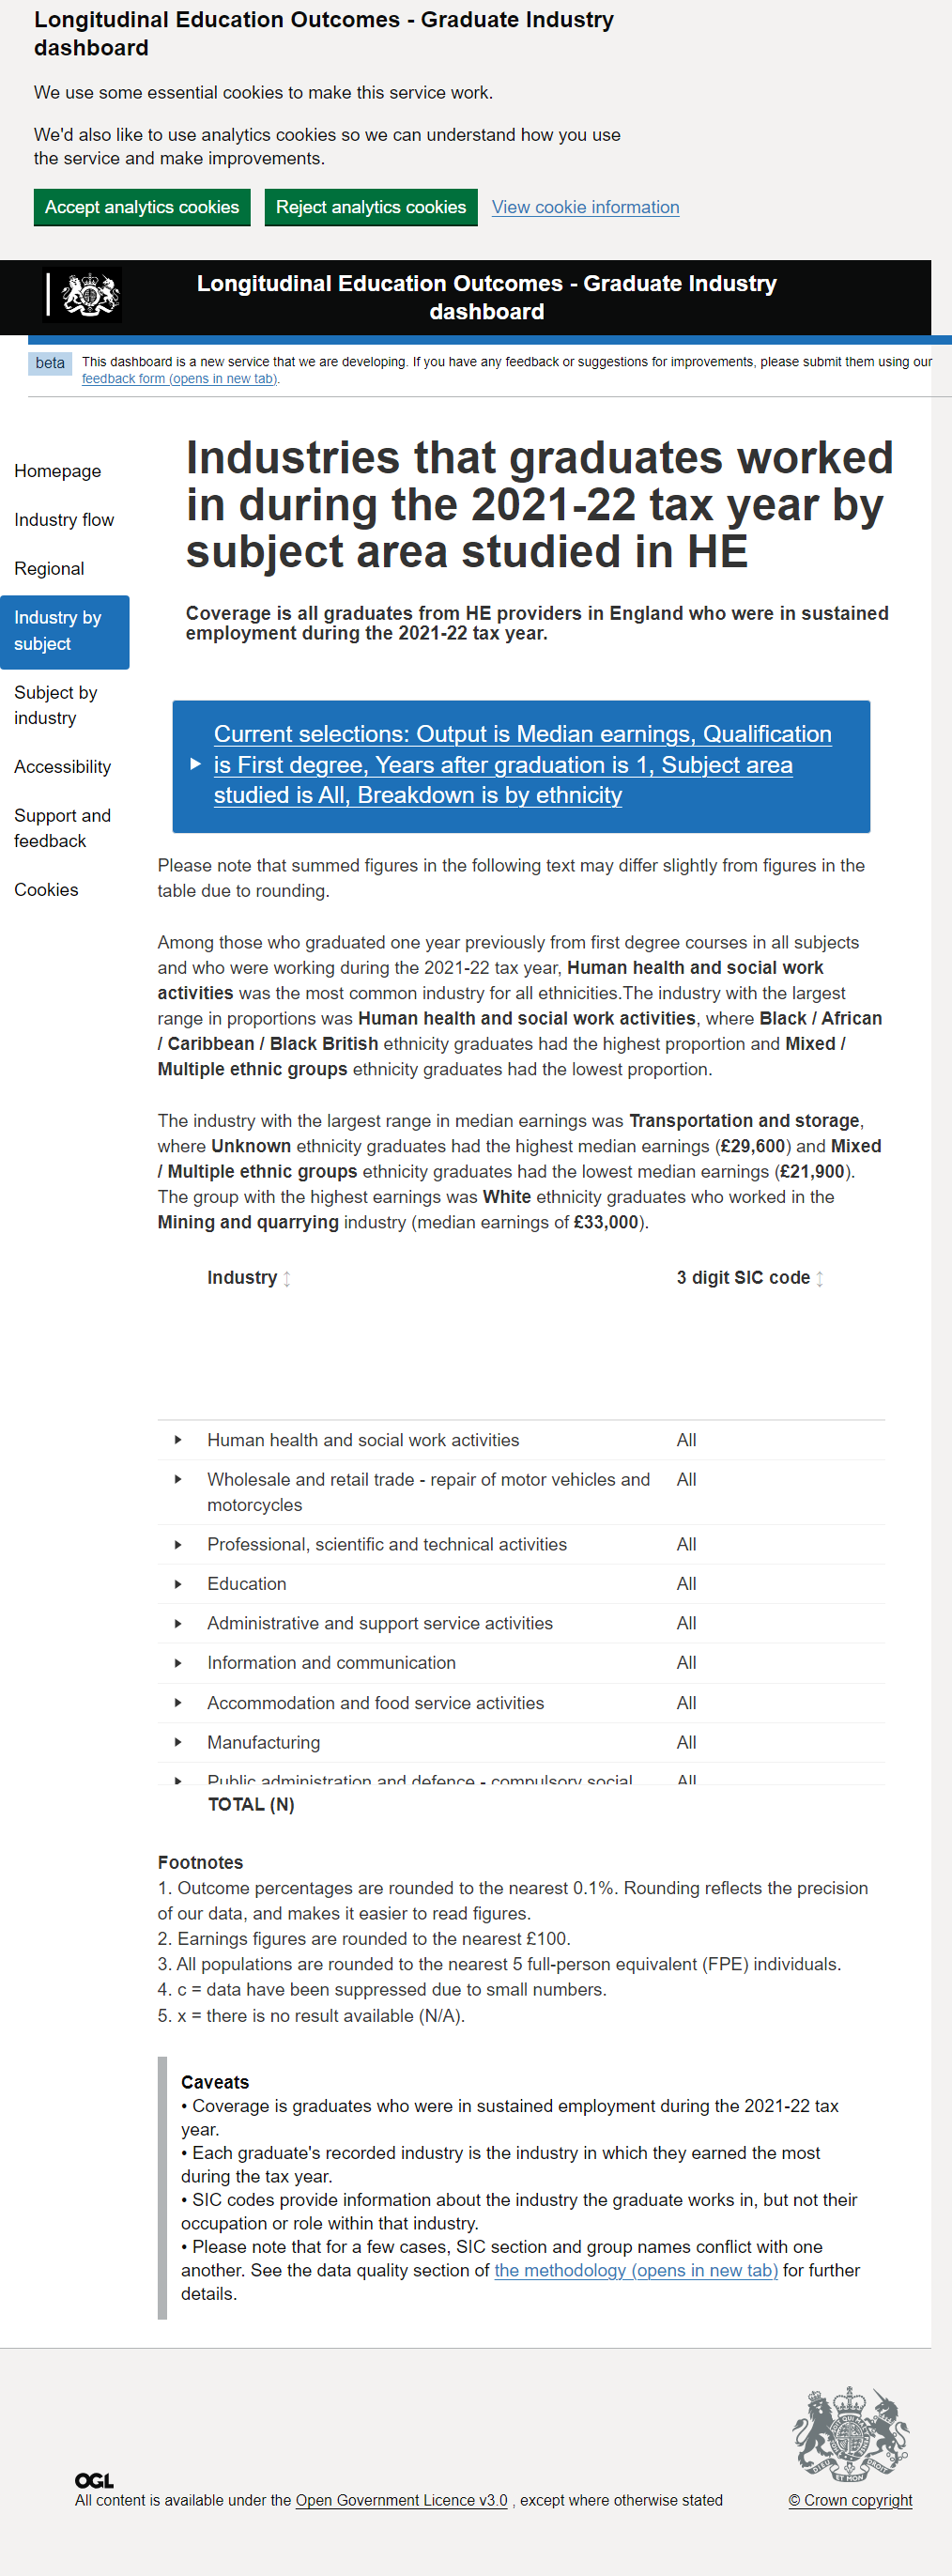 Longitudinal Education Outcomes - Graduate Industry
dashboard
We use some essential cookies to make this service work.
We'd also like to use analytics cookies so we can understand how you use
the service and make improvements.
Accept analytics cookies Reject analytics cookies View cookie information
Longitudinal Education Outcomes - Graduate Industry
dashboard
beta This dashboard is a new service that we are developing. If you have any feedback or suggestions for improvements, please submit them using our
feedback form (opens in new tab).
Homepage
Industry flow
Regional
Industry by
subject
Subject by
industry
Accessibility
Support and
feedback
Cookies
Industries that graduates worked
in during the 2021-22 tax year by
subject area studied in HE
Coverage is all graduates from HE providers in England who were in sustained
employment during the 2021-22 tax year.
Current selections: Output is Median earnings, Qualification
is First degree, Years after graduation is 1, Subject area
studied is All, Breakdown is by ethnicity
Please note that summed figures in the following text may differ slightly from figures in the
table due to rounding.
Among those who graduated one year previously from first degree courses in all subjects
and who were working during the 2021-22 tax year, Human health and social work
activities was the most common industry for all ethnicities.The industry with the largest
range in proportions was Human health and social work activities, where Black / African
/ Caribbean / Black British ethnicity graduates had the highest proportion and Mixed /
Multiple ethnic groups ethnicity graduates had the lowest proportion.
The industry with the largest range in median earnings was Transportation and storage,
where Unknown ethnicity graduates had the highest median earnings (£29,600) and Mixed
/ Multiple ethnic groups ethnicity graduates had the lowest median earnings (£21,900).
The group with the highest earnings was White ethnicity graduates who worked in the
Mining and quarrying industry (median earnings of £33,000).
Industry 3 digit SIC code
Human health and social work activities All
Wholesale and retail trade - repair of motor vehicles and All
motorcycles
Professional, scientific and technical activities All
Education All
Administrative and support service activities All
Information and communication All
Accommodation and food service activities All
Manufacturing All
Public administration and defence - compulsory social All
TOTAL (N)
Footnotes
1. Outcome percentages are rounded to the nearest 0.1%. Rounding reflects the precision
of our data, and makes it easier to read figures.
2. Earnings figures are rounded to the nearest £100.
3. All populations are rounded to the nearest 5 full-person equivalent (FPE) individuals.
4. c = data have been suppressed due to small numbers.
5. x = there is no result available (N/A).
Caveats
• Coverage is graduates who were in sustained employment during the 2021-22 tax
year.
• Each graduate's recorded industry is the industry in which they earned the most
during the tax year.
• SIC codes provide information about the industry the graduate works in, but not their
occupation or role within that industry.
• Please note that for a few cases, SIC section and group names conflict with one
another. See the data quality section of the methodology (opens in new tab) for further
details.
OGL
All content is available under the Open Government Licence v3.0 , except where otherwise stated
© Crown copyright